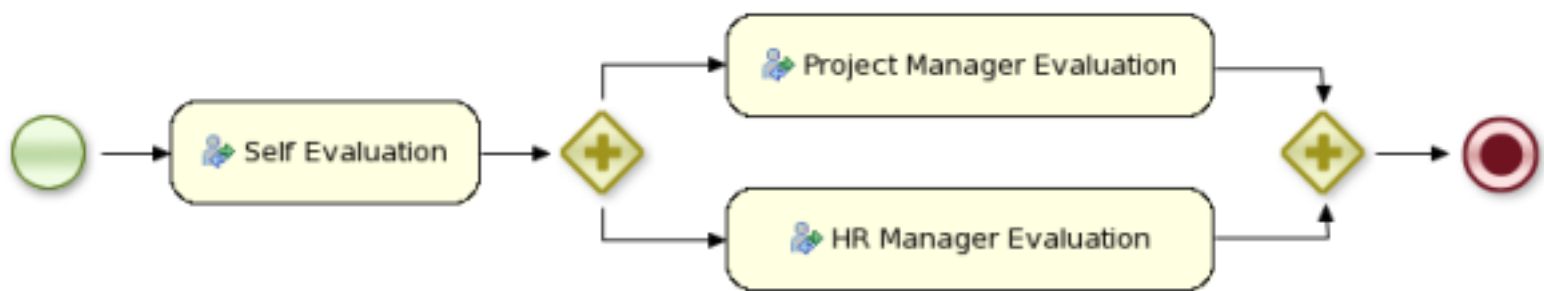 Project Manager Evaluation
Self Evaluation
HR Manager Evaluation